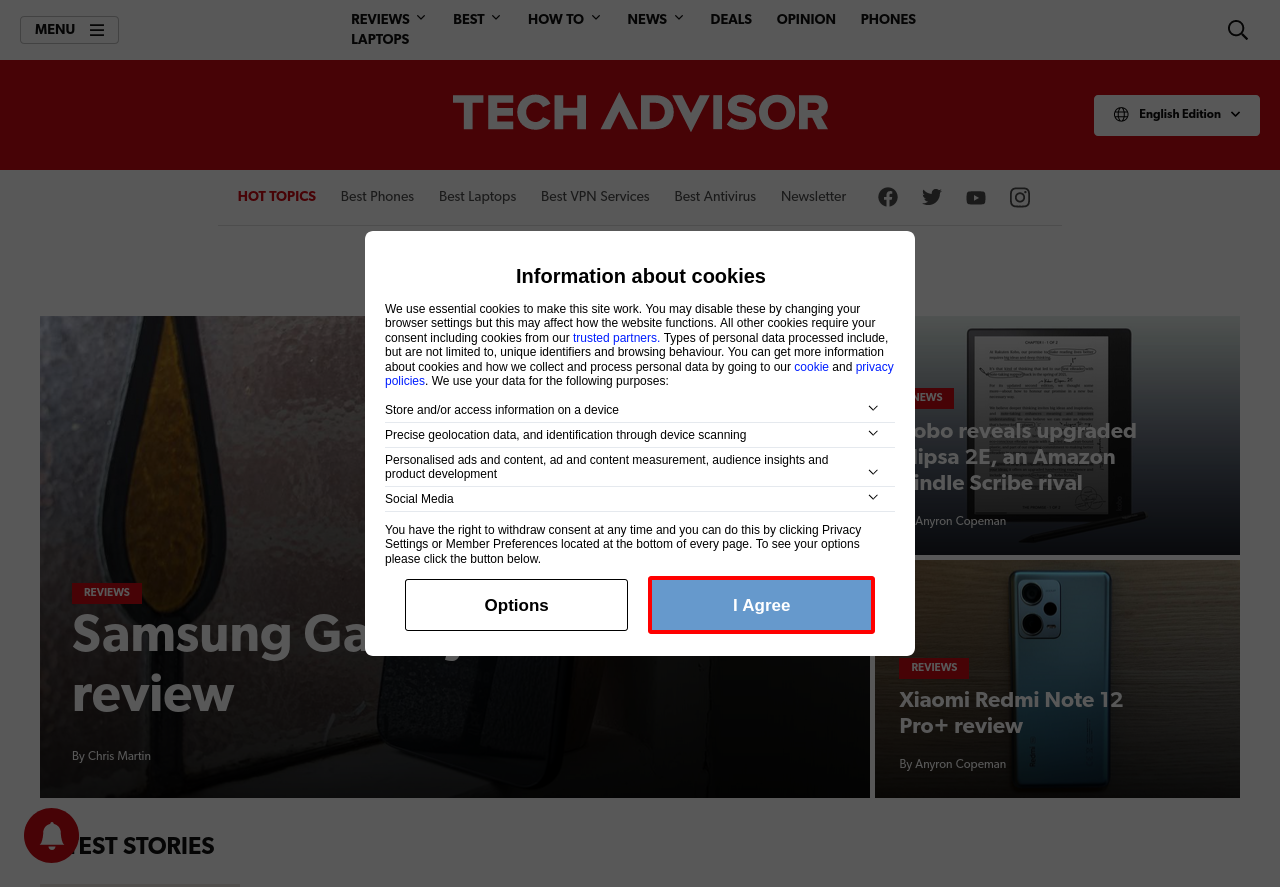 MENU
REVIEWS BEST HOW TO NEWS DEALS OPINION PHONES
LAPTOPS
TECH ADVISOR
English Edition
HOT TOPICS Best Phones Best Laptops Best VPN Services Best Antivirus Newsletter
Information about cookies
We use essential cookies to make this site work. You may disable these by changing your
browser settings but this may affect how the website functions. All other cookies require your
consent including cookies from our trusted partners. Types of personal data processed include,
but are not limited to, unique identifiers and browsing behaviour. You can get more information
about cookies and how we collect and process personal data by going to our cookie and privacy
policies. We use your data for the following purposes:
Store and/or access information on a device
Precise geolocation data, and identification through device scanning
Personalised ads and content, ad and content measurement, audience insights and
product development
Social Media
You have the right to withdraw consent at any time and you can do this by clicking Privacy
Settings or Member Preferences located at the bottom of every page. To see your options
please click the button below.
Options
I Agree
REVIEWS
Samsung
review
By Chris Martin
NEWS
reveals upgraded
2E, an Amazon
Scribe rival
Anyron Copeman
REVIEWS
Xiaomi Redmi Note 12
Pro+ review
By Anyron Copeman
STORIES